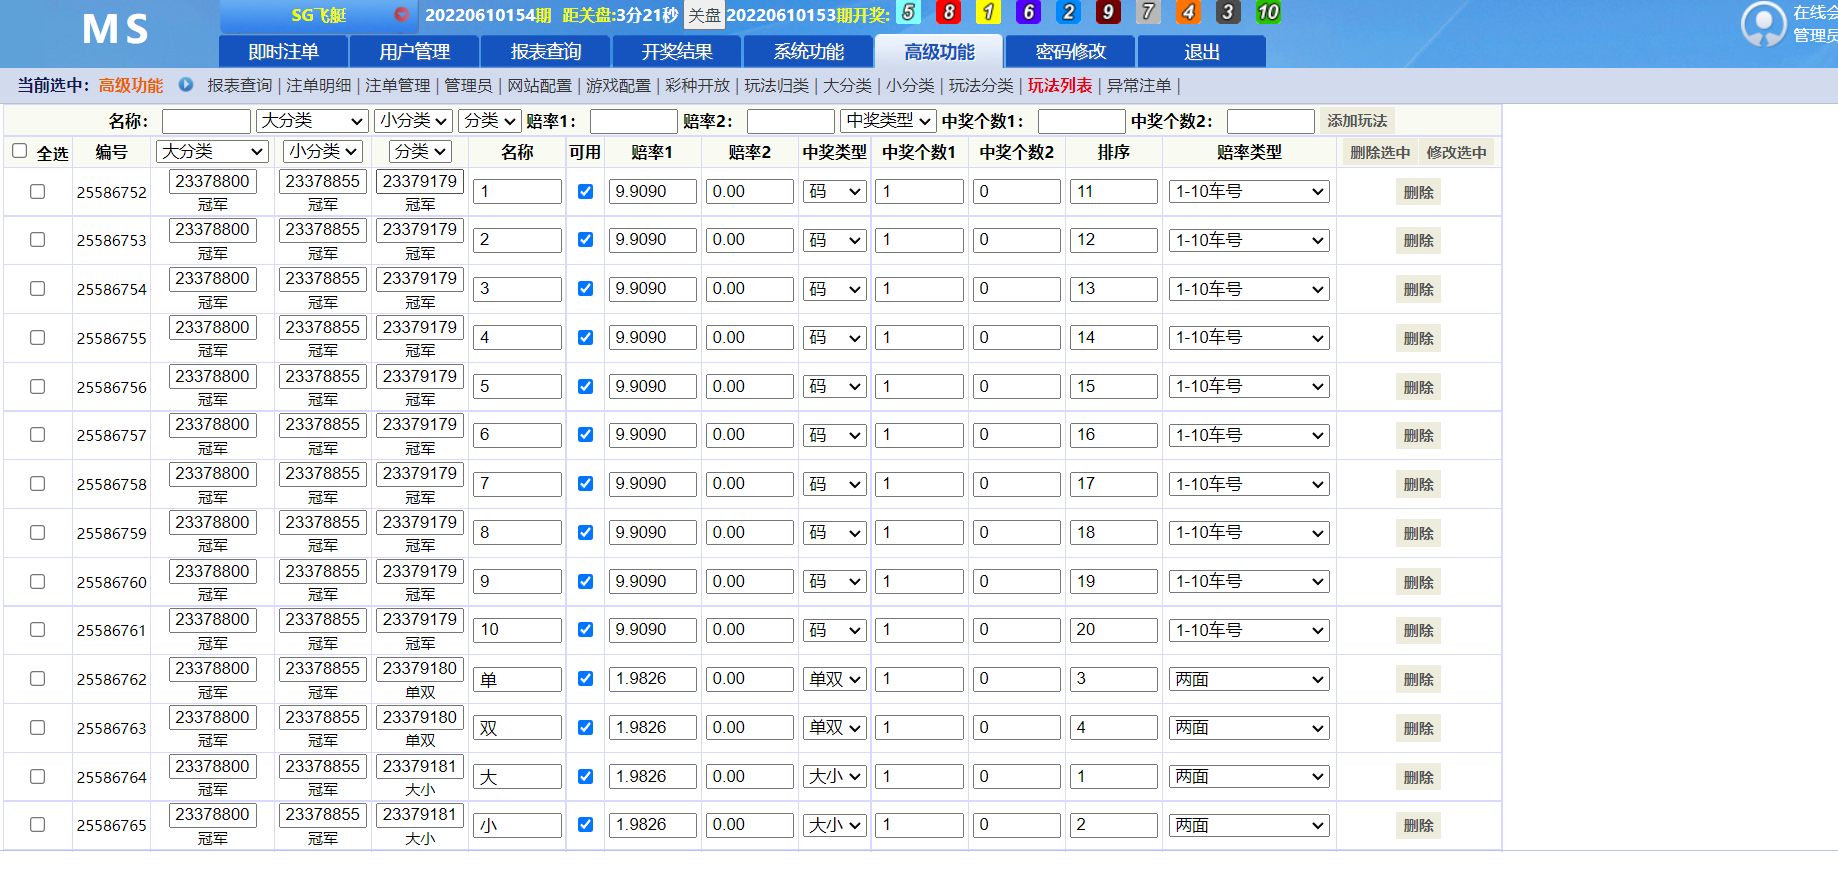 MS
SG飞艇
20220610154期 距关盘:3分21秒 关盘 20220610153期开奖: 5 8 1 6 2 9 7 4 3 10
在线会
管理员
即时注单 用户管理 报表查询 开奖结果 系统功能 高级功能 密码修改 退出
当前选中: 高级功能 报表查询 | 注单明细 | 注单管理 | 管理员 | 网站配置 | 游戏配置 | 彩种开放 | 玩法归类 | 大分类 | 小分类 | 玩法分类 | 玩法列表 | 异常注单 |
名称: 大分类 小分类 分类 赔率1: 赔率2: 中奖类型 中奖个数1: 中奖个数2: 添加玩法
全选 编号 大分类 小分类 分类 名称 可用 赔率1 赔率2 中奖类型 中奖个数1 中奖个数2 排序 赔率类型 删除选中 修改选中
25586752 23378800 23378855 23379179 1 9.9090 0.00 码 1 0 11 1-10车号 删除
冠军 冠军 冠军
25586753 23378800 23378855 23379179 2 9.9090 0.00 码 1 0 12 1-10车号 删除
冠军 冠军 冠军
25586754 23378800 23378855 23379179 3 9.9090 0.00 码 1 0 13 1-10车号 删除
冠军 冠军 冠军
25586755 23378800 23378855 23379179 4 9.9090 0.00 码 1 0 14 1-10车号 删除
冠军 冠军 冠军
25586756 23378800 23378855 23379179 5 9.9090 0.00 码 1 0 15 1-10车号 删除
冠军 冠军 冠军
25586757 23378800 23378855 23379179 6 9.9090 0.00 码 1 0 16 1-10车号 删除
冠军 冠军 冠军
25586758 23378800 23378855 23379179 7 9.9090 0.00 码 1 0 17 1-10车号 删除
冠军 冠军 冠军
25586759 23378800 23378855 23379179 8 9.9090 0.00 码 1 0 18 1-10车号 删除
冠军 冠军 冠军
25586760 23378800 23378855 23379179 9 9.9090 0.00 码 1 0 19 1-10车号 删除
冠军 冠军 冠军
25586761 23378800 23378855 23379179 10 9.9090 0.00 码 1 0 20 1-10车号 删除
冠军 冠军 冠军
25586762 23378800 23378855 23379180 单 1.9826 0.00 单双 1 0 3 两面 删除
冠军 冠军 单双
25586763 23378800 23378855 23379180 双 1.9826 0.00 单双 1 0 4 两面 删除
冠军 冠军 单双
25586764 23378800 23378855 23379181 大 1.9826 0.00 大小 1 0 1 两面 删除
冠军 冠军 大小
25586765 23378800 23378855 23379181 小 1.9826 0.00 大小 1 0 2 两面 删除
冠军 冠军 大小